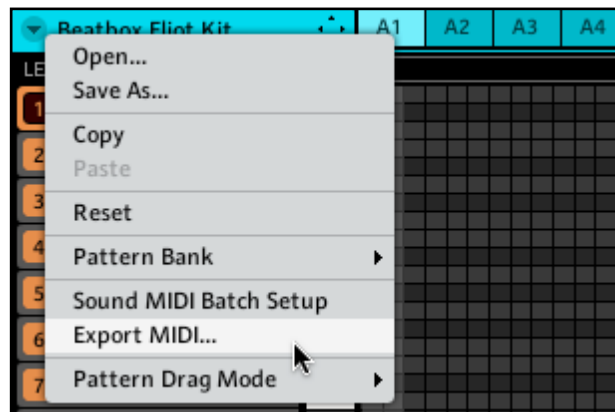 Beatbox Eliot Kit
A1 A2 A3 A4
LE
Open...
Save As...
1
Copy
2
Paste
3
Reset
4
Pattern Bank
5
Sound MIDI Batch Setup
6
Export MIDI...
7
Pattern Drag Mode